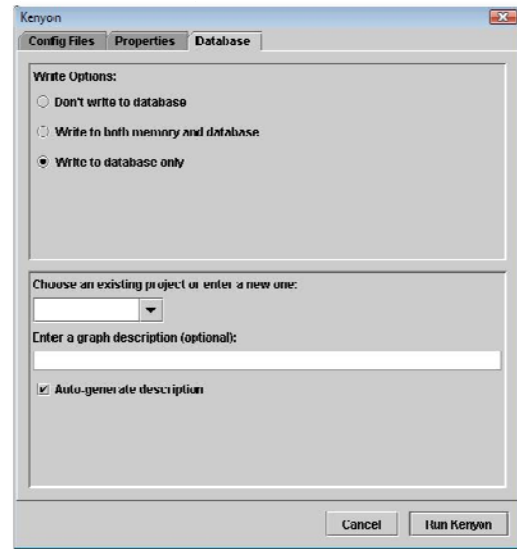 Kenyon
Config Files Properties Database
Write Options:
Don't write to database
Write to both memory and database
Write to database only
Choose an existing project or enter a new one:
Enter a graph description (optional):
Auto-generate description
Cancel Run Kenyon